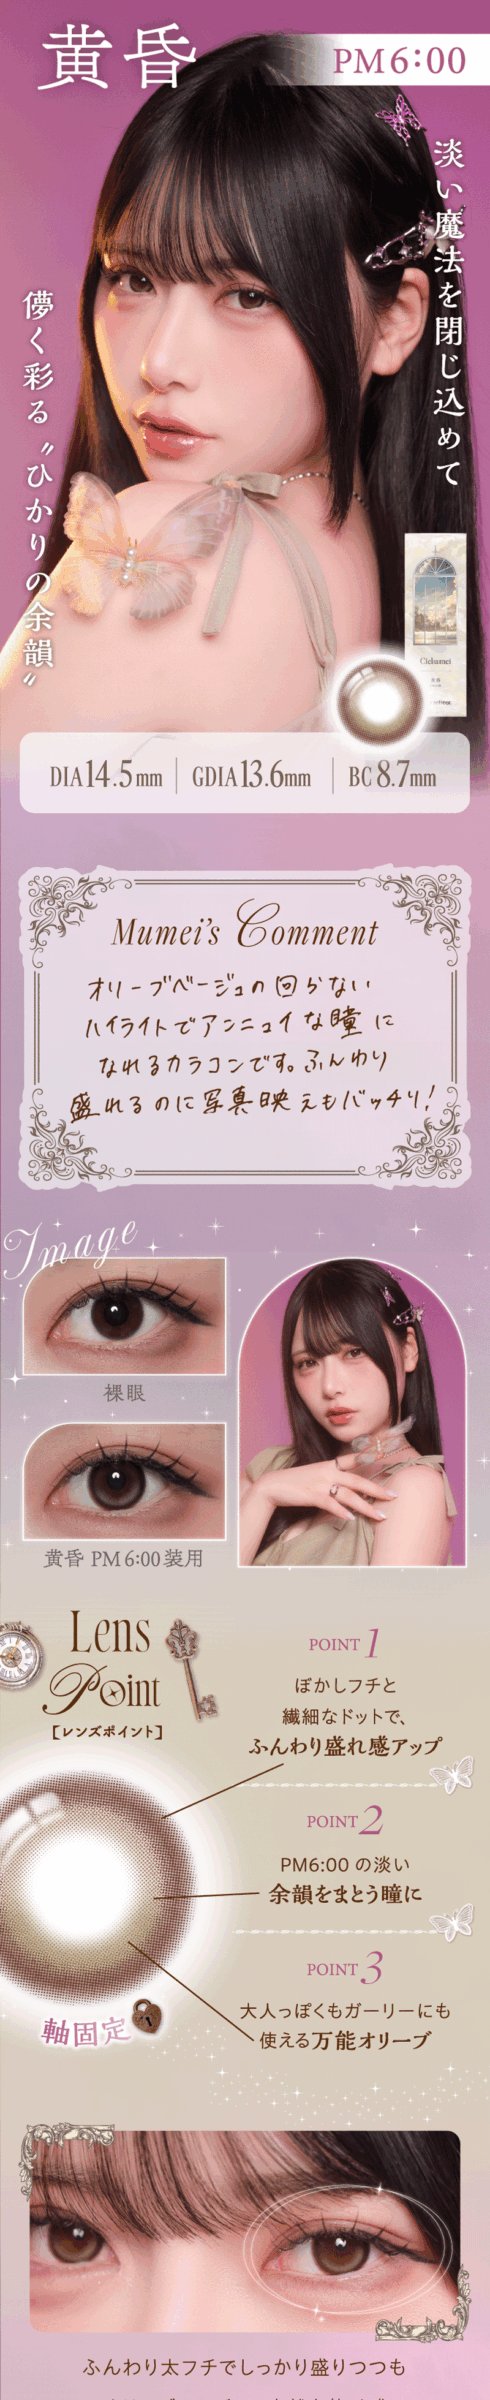 黄昏
PM6:00
淡い魔法を閉じ込めて
儚く彩る〝ひかりの余韻〟
DIA14.5mm
GDIA13.6mm
BC8.7mm
Mumei's Comment
オリーブベージュの回らない
ハイライトでアンニュイな瞳に
なれるカラコンです。ふんわり
盛れるのに写真映えもバッチリ!
Image
裸眼
黄昏 PM6:00装用
Lens
Point
【レンズポイント】
POINT 1
ぼかしフチと
繊細なドットで、
ふんわり盛れ感アップ
POINT 2
PM6:00 の淡い
余韻をまとう瞳に
POINT 3
大人っぽくもガーリーにも
使える万能オリーブ
軸固定
ふんわり太フチでしっかり盛りつつも